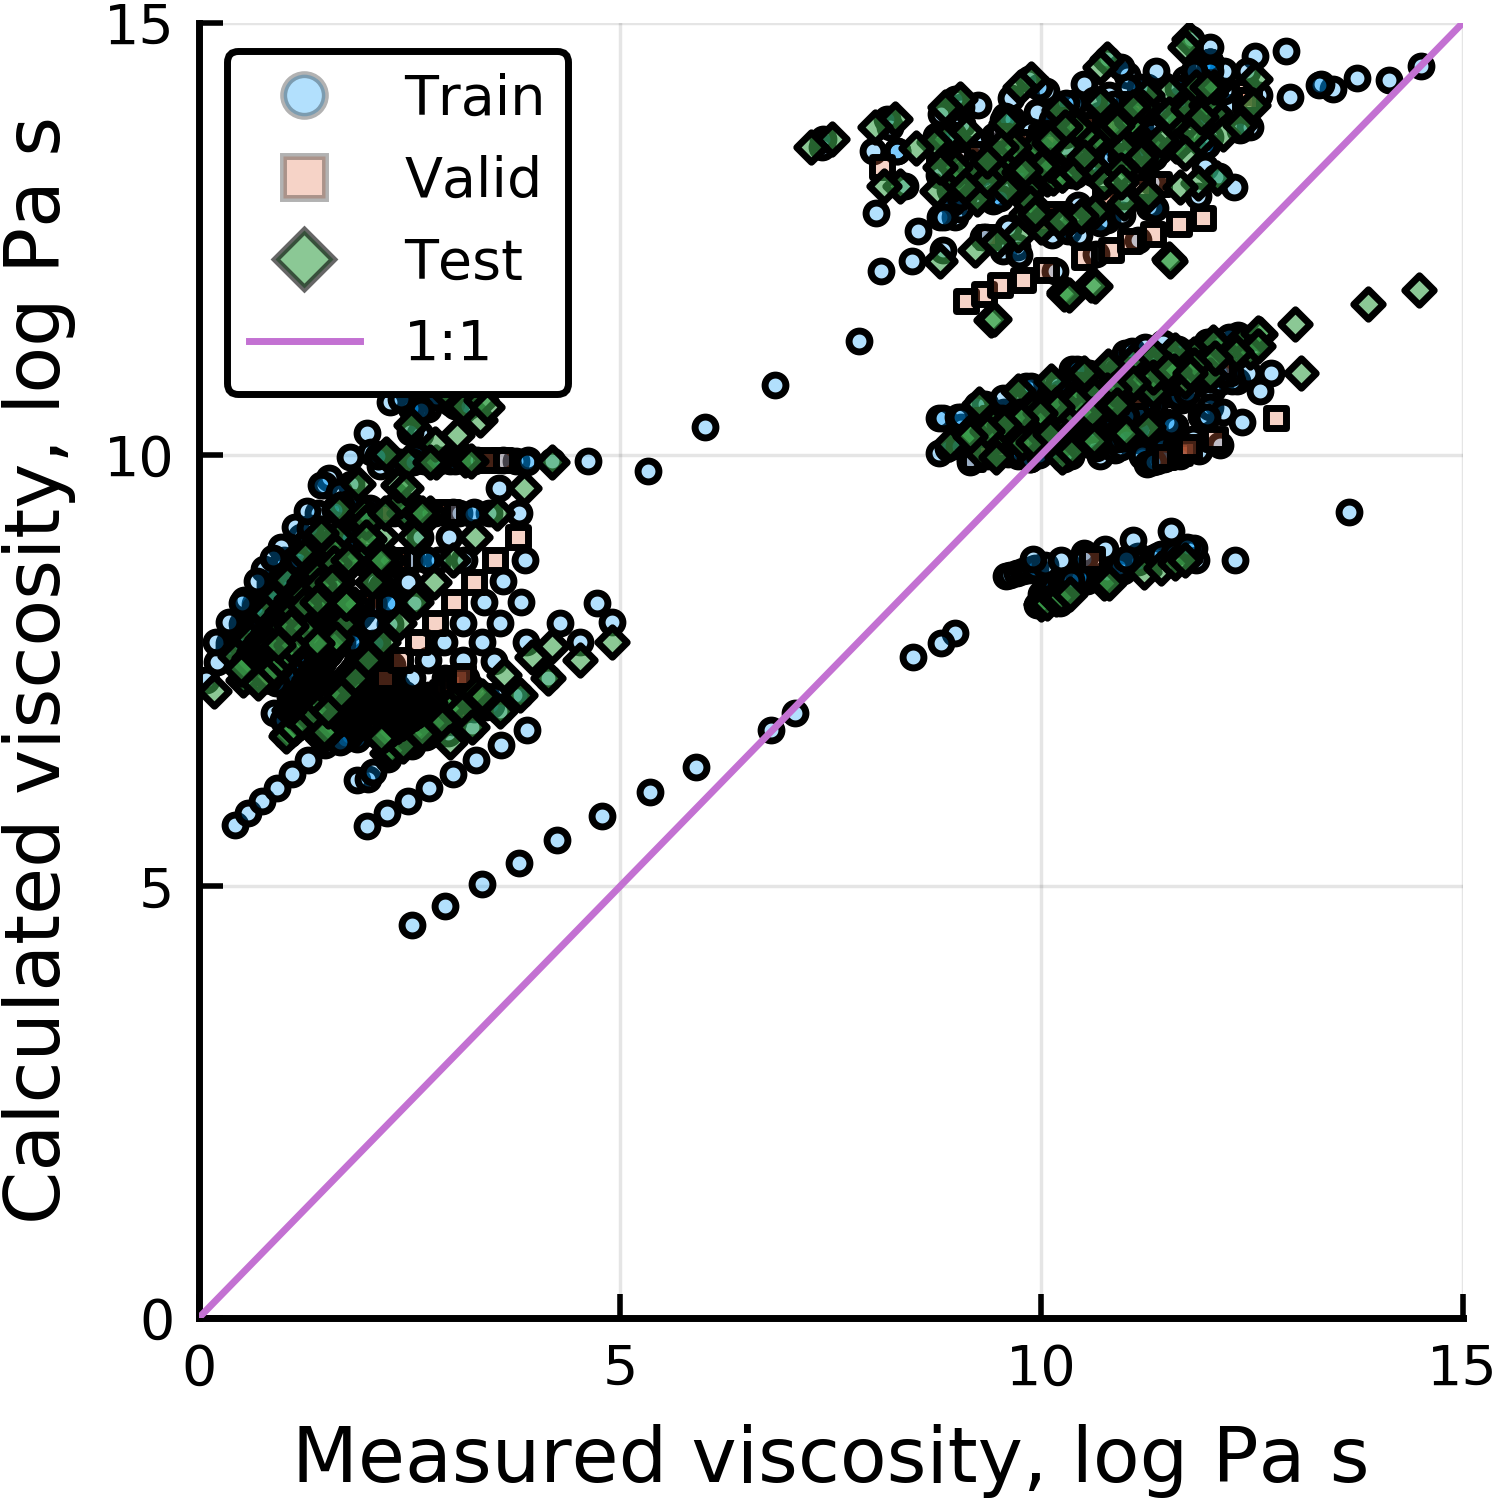 15
10
5
0
0 5 10 15
Train
Valid
Test
1:1
Calculated viscosity, log Pa s
Measured viscosity, log Pa s